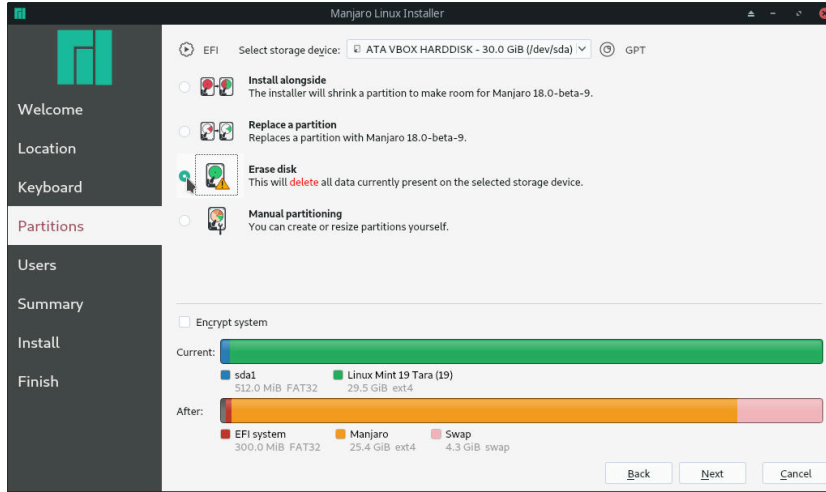 Manjaro Linux Installer
EFI Select storage device: ATA VBOX HARDDISK - 30.0 GiB (/dev/sda) GPT
Install alongside
The installer will shrink a partition to make room for Manjaro 18.0-beta-9.
Replace a partition
Replaces a partition with Manjaro 18.0-beta-9.
Erase disk
This will delete all data currently present on the selected storage device.
Manual partitioning
You can create or resize partitions yourself.
Welcome
Location
Keyboard
Partitions
Users
Summary
Install
Finish
Encrypt system
Current:
sda1 Linux Mint 19 Tara (19)
512.0 MiB FAT32 29.5 GiB ext4
After:
EFI system Manjaro Swap
300.0 MiB FAT32 25.4 GiB ext4 4.3 GiB swap
Back Next Cancel